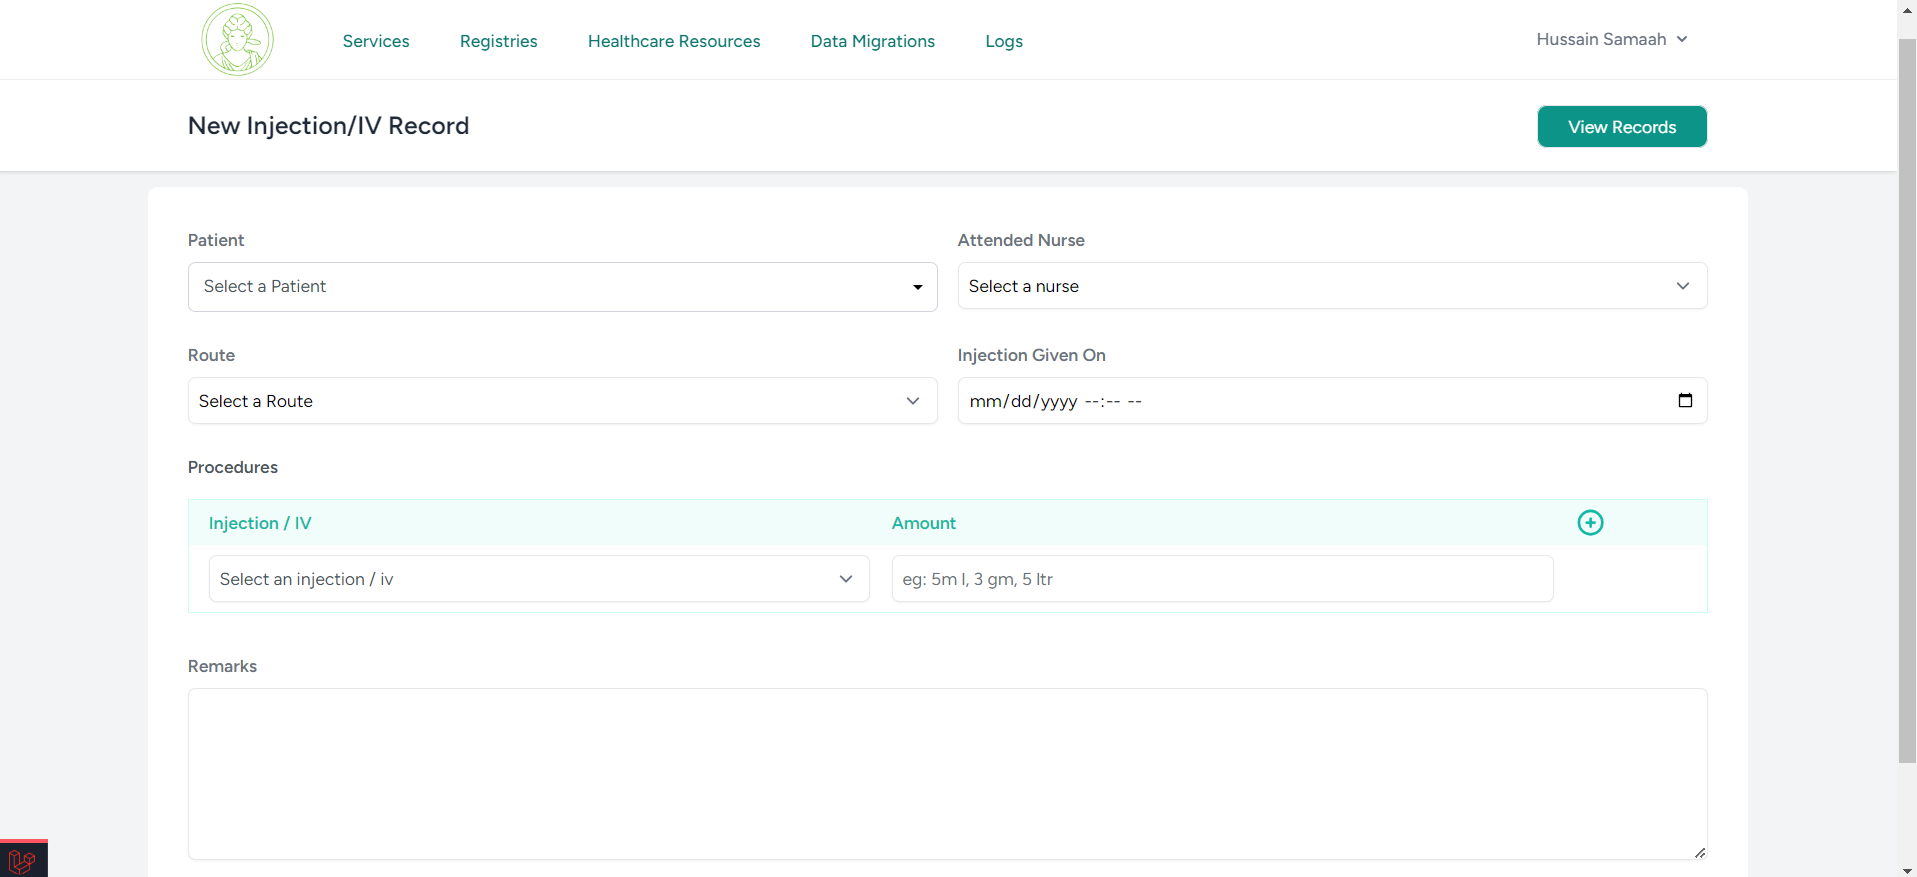 Services Registries Healthcare Resources Data Migrations Logs Hussain Samaah
New Injection/IV Record View Records
Patient Attended Nurse
Select a Patient Select a nurse
Route Injection Given On
Select a Route mm/dd/yyyy --:-- --
Procedures
Injection / IV Amount
Select an injection / iv eg: 5m l, 3 gm, 5 ltr
Remarks